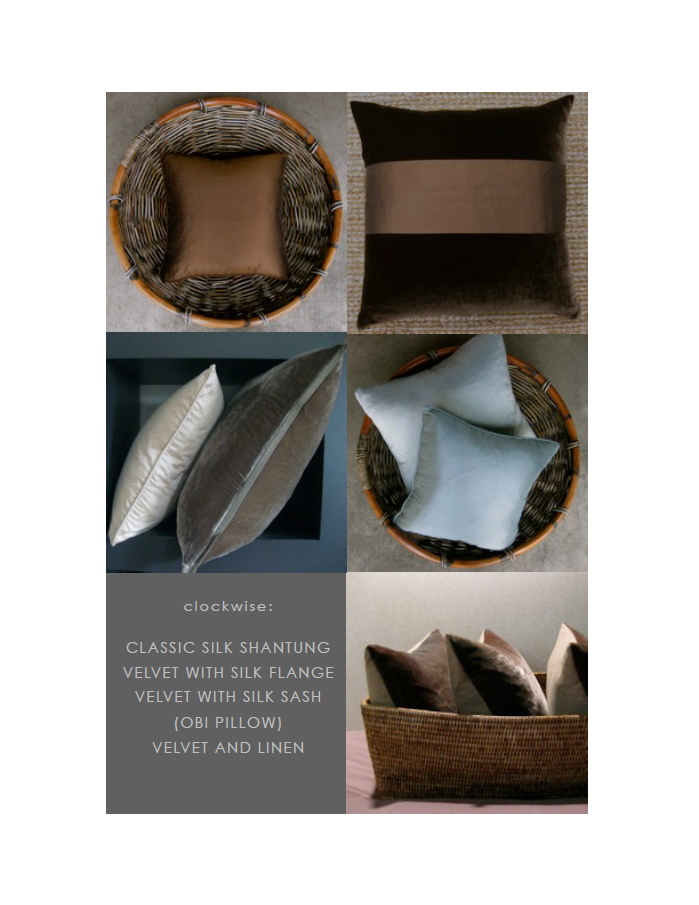 clockwise:
CLASSIC SILK SHANTUNG
VELVET WITH SILK FLANGE
VELVET WITH SILK SASH
(OBI PILLOW)
VELVET AND LINEN